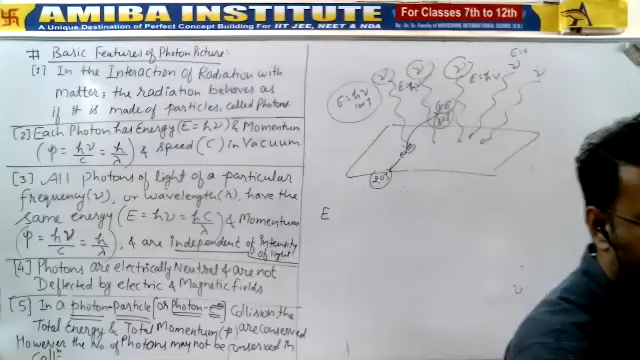 AMIBA INSTITUTE
A Unique Destination of Perfect Concept Building For IIT JEE, NEET & NDA
For Classes 7th to 12th
# Basic Features of Photon Picture:
[1] In the Interaction of Radiation with
matter, the radiation behaves as
if it is made of particles, called Photons
[2] Each Photon has Energy (E = hν) & Momentum
(p = hν/c = h/λ) & speed (C) in Vacuum
[3] All photons of light of a particular
frequency (ν), or wavelength (λ), have the
same energy (E = hν = hc/λ) & Momentum
(p = hν/c = h/λ), & are independent of Intensity
of light
[4] Photons are electrically Neutral & are not
Deflected by electric & Magnetic fields
[5] In a photon-particle (or Photon-
Collision, the
Total Energy & Total Momentum (p) are conserved
However the No of Photons may not be conserved in
ν
ν
ν
ν
ν
E=hν
E=hν
E=hν
E